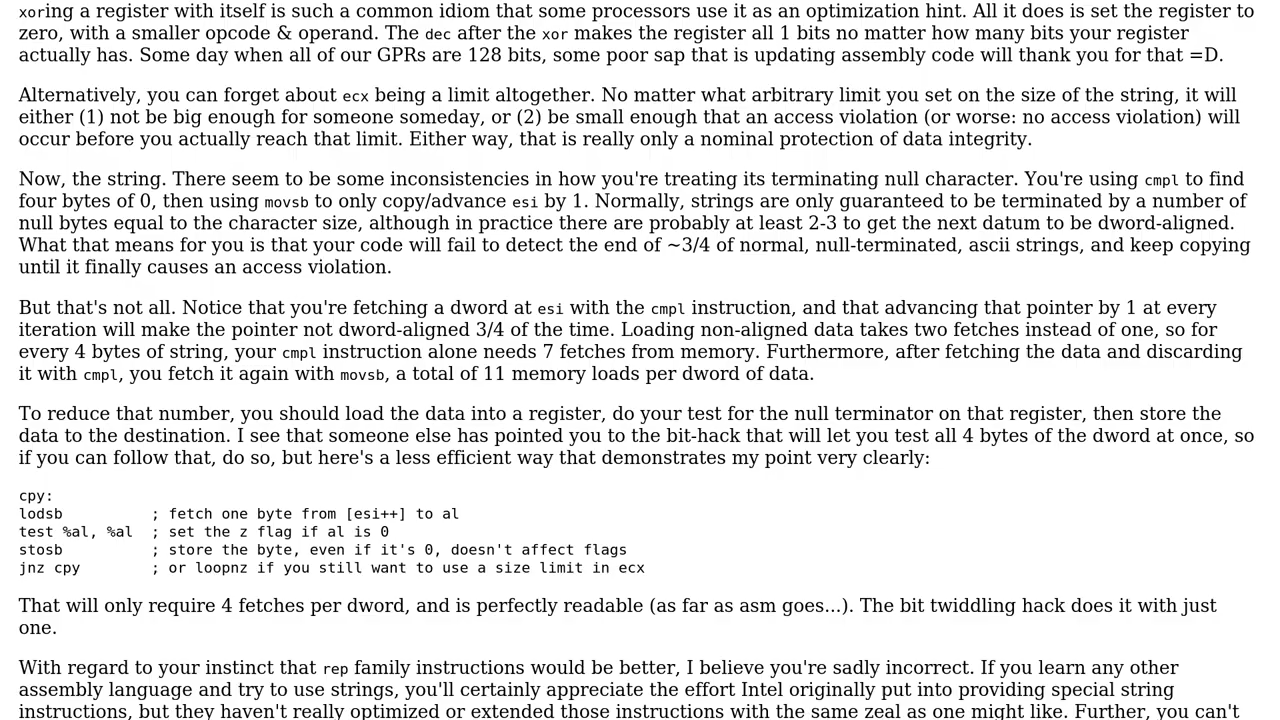 xoring a register with itself is such a common idiom that some processors use it as an optimization hint. All it does is set the register to
zero, with a smaller opcode & operand. The dec after the xor makes the register all 1 bits no matter how many bits your register
actually has. Some day when all of our GPRs are 128 bits, some poor sap that is updating assembly code will thank you for that =D.
Alternatively, you can forget about ecx being a limit altogether. No matter what arbitrary limit you set on the size of the string, it will
either (1) not be big enough for someone someday, or (2) be small enough that an access violation (or worse: no access violation) will
occur before you actually reach that limit. Either way, that is really only a nominal protection of data integrity.
Now, the string. There seem to be some inconsistencies in how you're treating its terminating null character. You're using cmpl to find
four bytes of 0, then using movsb to only copy/advance esi by 1. Normally, strings are only guaranteed to be terminated by a number of
null bytes equal to the character size, although in practice there are probably at least 2-3 to get the next datum to be dword-aligned.
What that means for you is that your code will fail to detect the end of ~3/4 of normal, null-terminated, ascii strings, and keep copying
until it finally causes an access violation.
But that's not all. Notice that you're fetching a dword at esi with the cmpl instruction, and that advancing that pointer by 1 at every
iteration will make the pointer not dword-aligned 3/4 of the time. Loading non-aligned data takes two fetches instead of one, so for
every 4 bytes of string, your cmpl instruction alone needs 7 fetches from memory. Furthermore, after fetching the data and discarding
it with cmpl, you fetch it again with movsb, a total of 11 memory loads per dword of data.
To reduce that number, you should load the data into a register, do your test for the null terminator on that register, then store the
data to the destination. I see that someone else has pointed you to the bit-hack that will let you test all 4 bytes of the dword at once, so
if you can follow that, do so, but here's a less efficient way that demonstrates my point very clearly:
cpy:
lodsb          ; fetch one byte from [esi++] to al
test %al, %al  ; set the z flag if al is 0
stosb          ; store the byte, even if it's 0, doesn't affect flags
jnz cpy        ; or loopnz if you still want to use a size limit in ecx
That will only require 4 fetches per dword, and is perfectly readable (as far as asm goes...). The bit twiddling hack does it with just
one.
With regard to your instinct that rep family instructions would be better, I believe you're sadly incorrect. If you learn any other
assembly language and try to use strings, you'll certainly appreciate the effort Intel originally put into providing special string
instructions, but they haven't really optimized or extended those instructions with the same zeal as one might like. Further, you can't